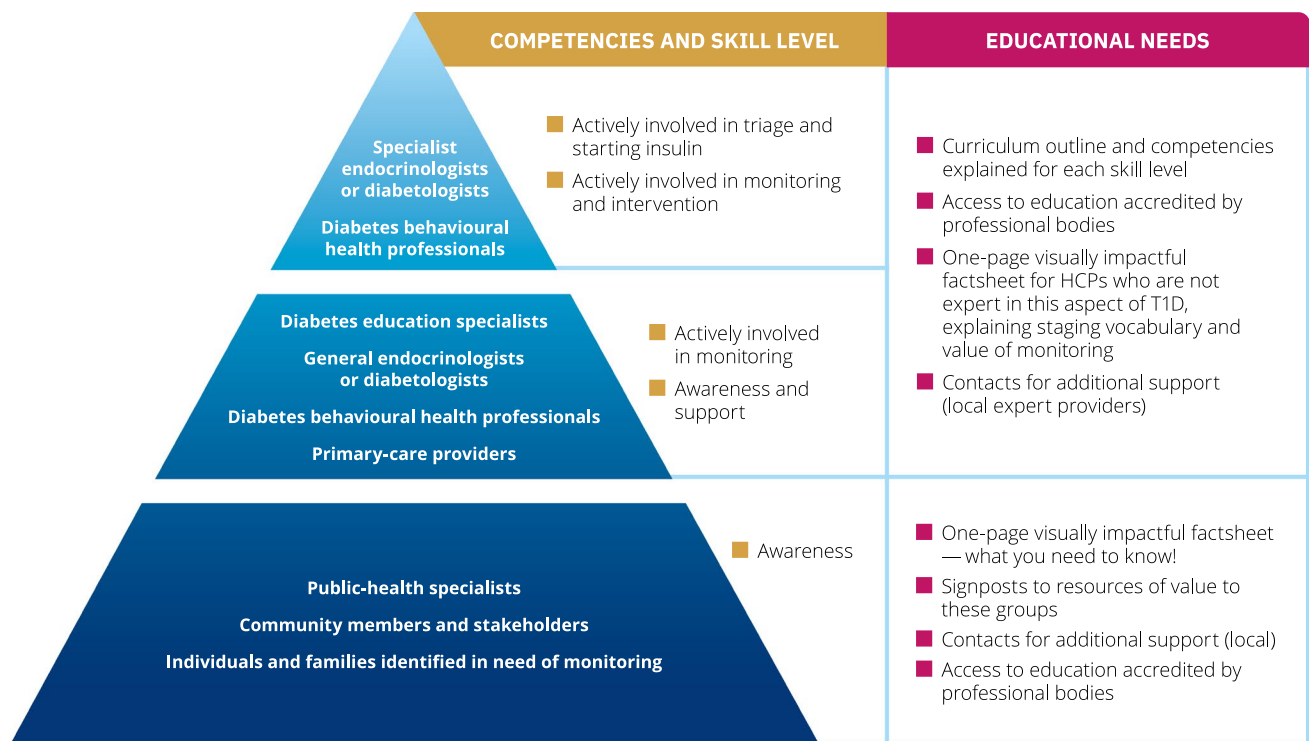 COMPETENCIES AND SKILL LEVEL
EDUCATIONAL NEEDS
Specialist
endocrinologists
or diabetologists
Diabetes behavioural
health professionals
Actively involved in triage and
starting insulin
Actively involved in monitoring
and intervention
Diabetes education specialists
General endocrinologists
or diabetologists
Diabetes behavioural health professionals
Primary-care providers
Actively involved
in monitoring
Awareness and
support
Curriculum outline and competencies
explained for each skill level
Access to education accredited by
professional bodies
One-page visually impactful
factsheet for HCPs who are not
expert in this aspect of T1D,
explaining staging vocabulary and
value of monitoring
Contacts for additional support
(local expert providers)
Public-health specialists
Community members and stakeholders
Individuals and families identified in need of monitoring
Awareness
One-page visually impactful factsheet
— what you need to know!
Signposts to resources of value to
these groups
Contacts for additional support (local)
Access to education accredited by
professional bodies